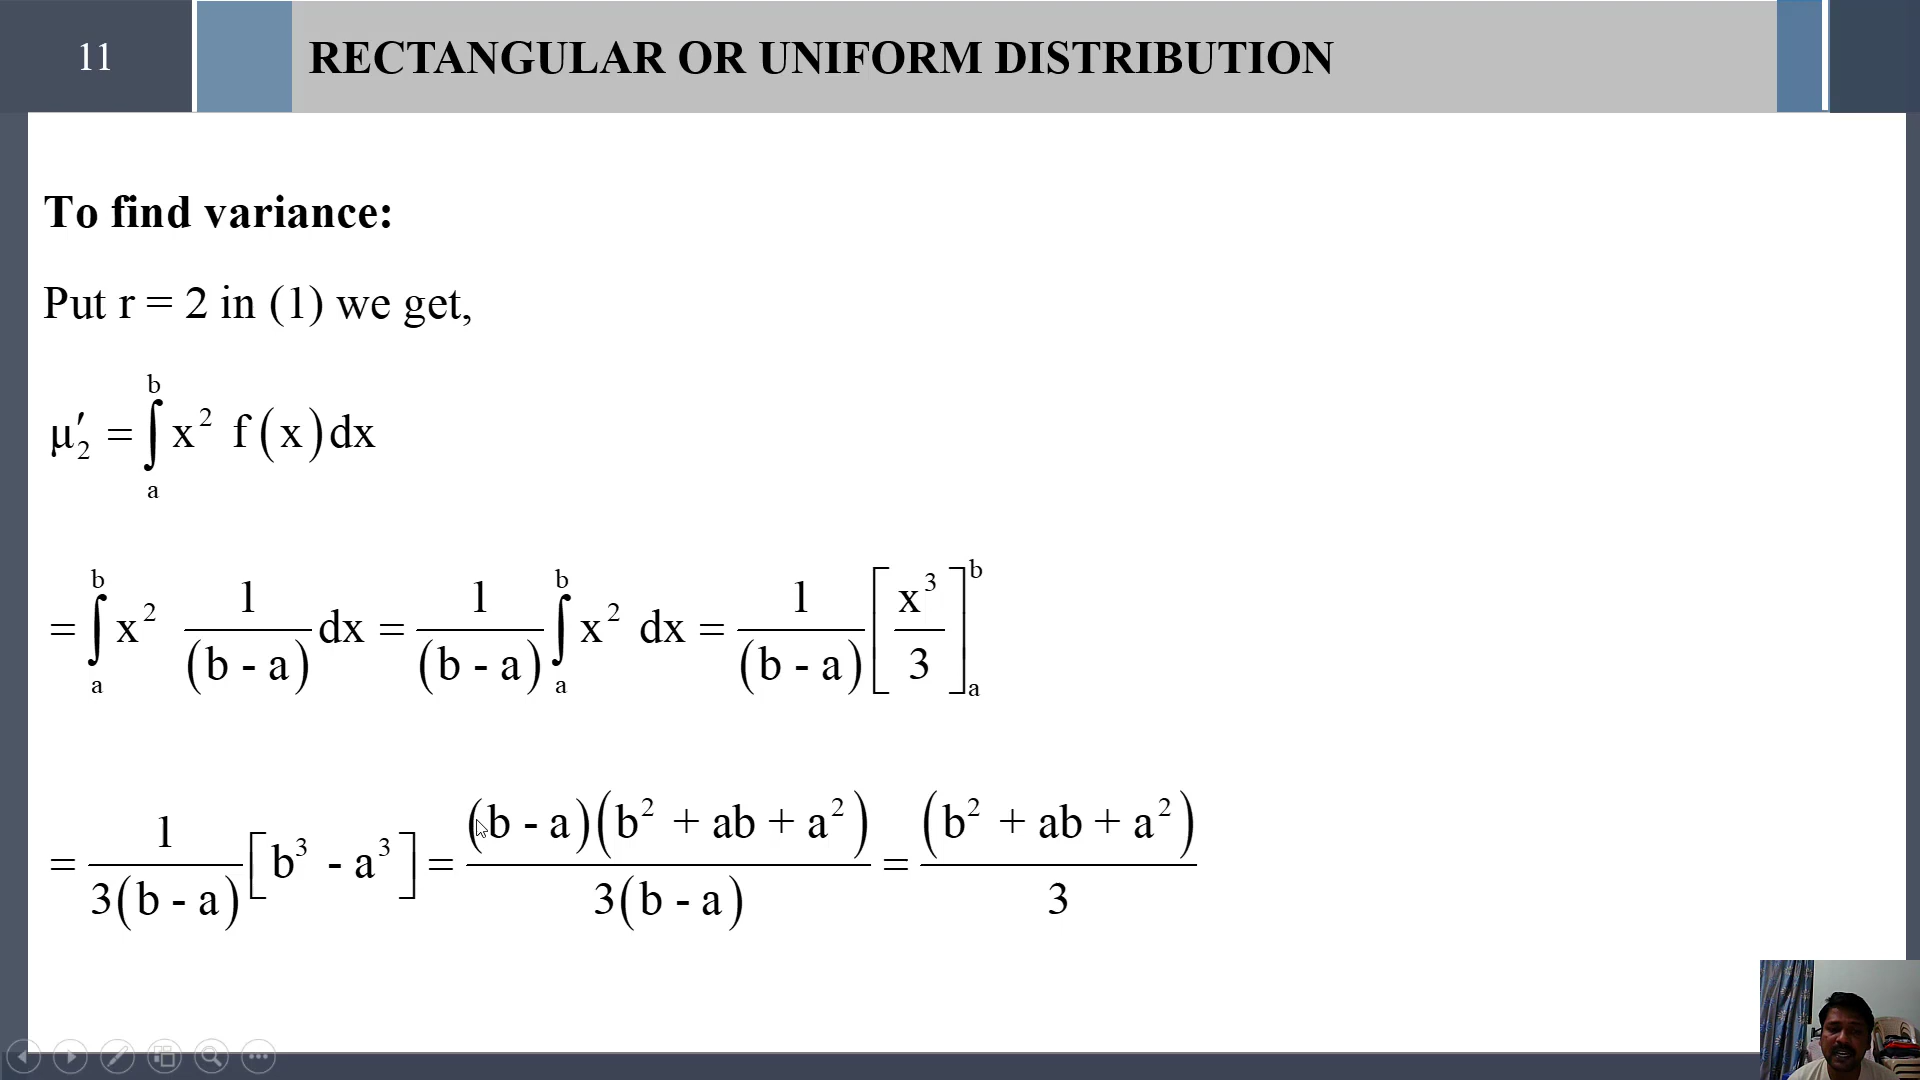 11
RECTANGULAR OR UNIFORM DISTRIBUTION
To find variance:
Put r = 2 in (1) we get,
μ′₂ = ∫ₐᵇ x² f(x)dx
= ∫ₐᵇ x² 1/(b - a) dx = 1/(b - a) ∫ₐᵇ x² dx = 1/(b - a) [x³/3]ₐᵇ
= 1/3(b - a) [b³ - a³] = (b - a)(b² + ab + a²)/3(b - a) = (b² + ab + a²)/3